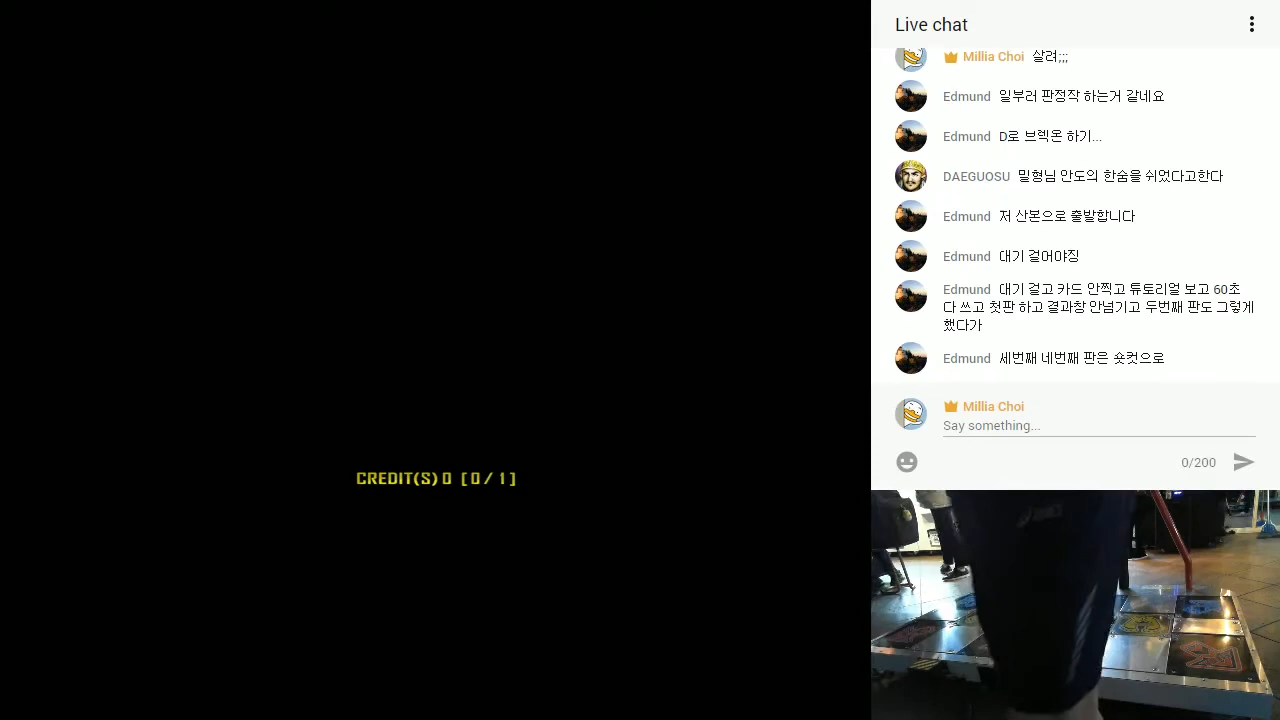 Live chat
Millia Choi 살려;;;
Edmund 일부러 판정작 하는거 같네요
Edmund D로 브렉온 하기...
DAEGUOSU 밀형님 안도의 한숨을 쉬였다고한다
Edmund 저 산본으로 출발합니다
Edmund 대기 걸어야징
Edmund 대기 걸고 카드 안찍고 튜토리얼 보고 60초
다 쓰고 첫판 하고 결과창 안넘기고 두번째 판도 그렇게
했다가
Edmund 세번째 네번째 판은 숏컷으로
Millia Choi
Say something...
0/200
CREDIT(S) 0 [ 0 / 1 ]